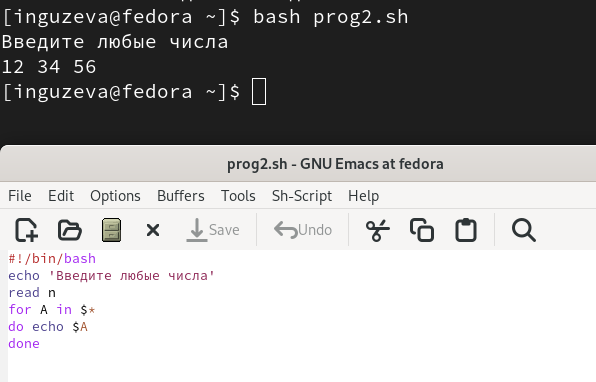 [inguzeva@fedora ~]$ bash prog2.sh
Введите любые числа
12 34 56
[inguzeva@fedora ~]$
prog2.sh - GNU Emacs at fedora
File Edit Options Buffers Tools Sh-Script Help
Save Undo
#!/bin/bash
echo 'Введите любые числа'
read n
for A in $*
do echo $A
done